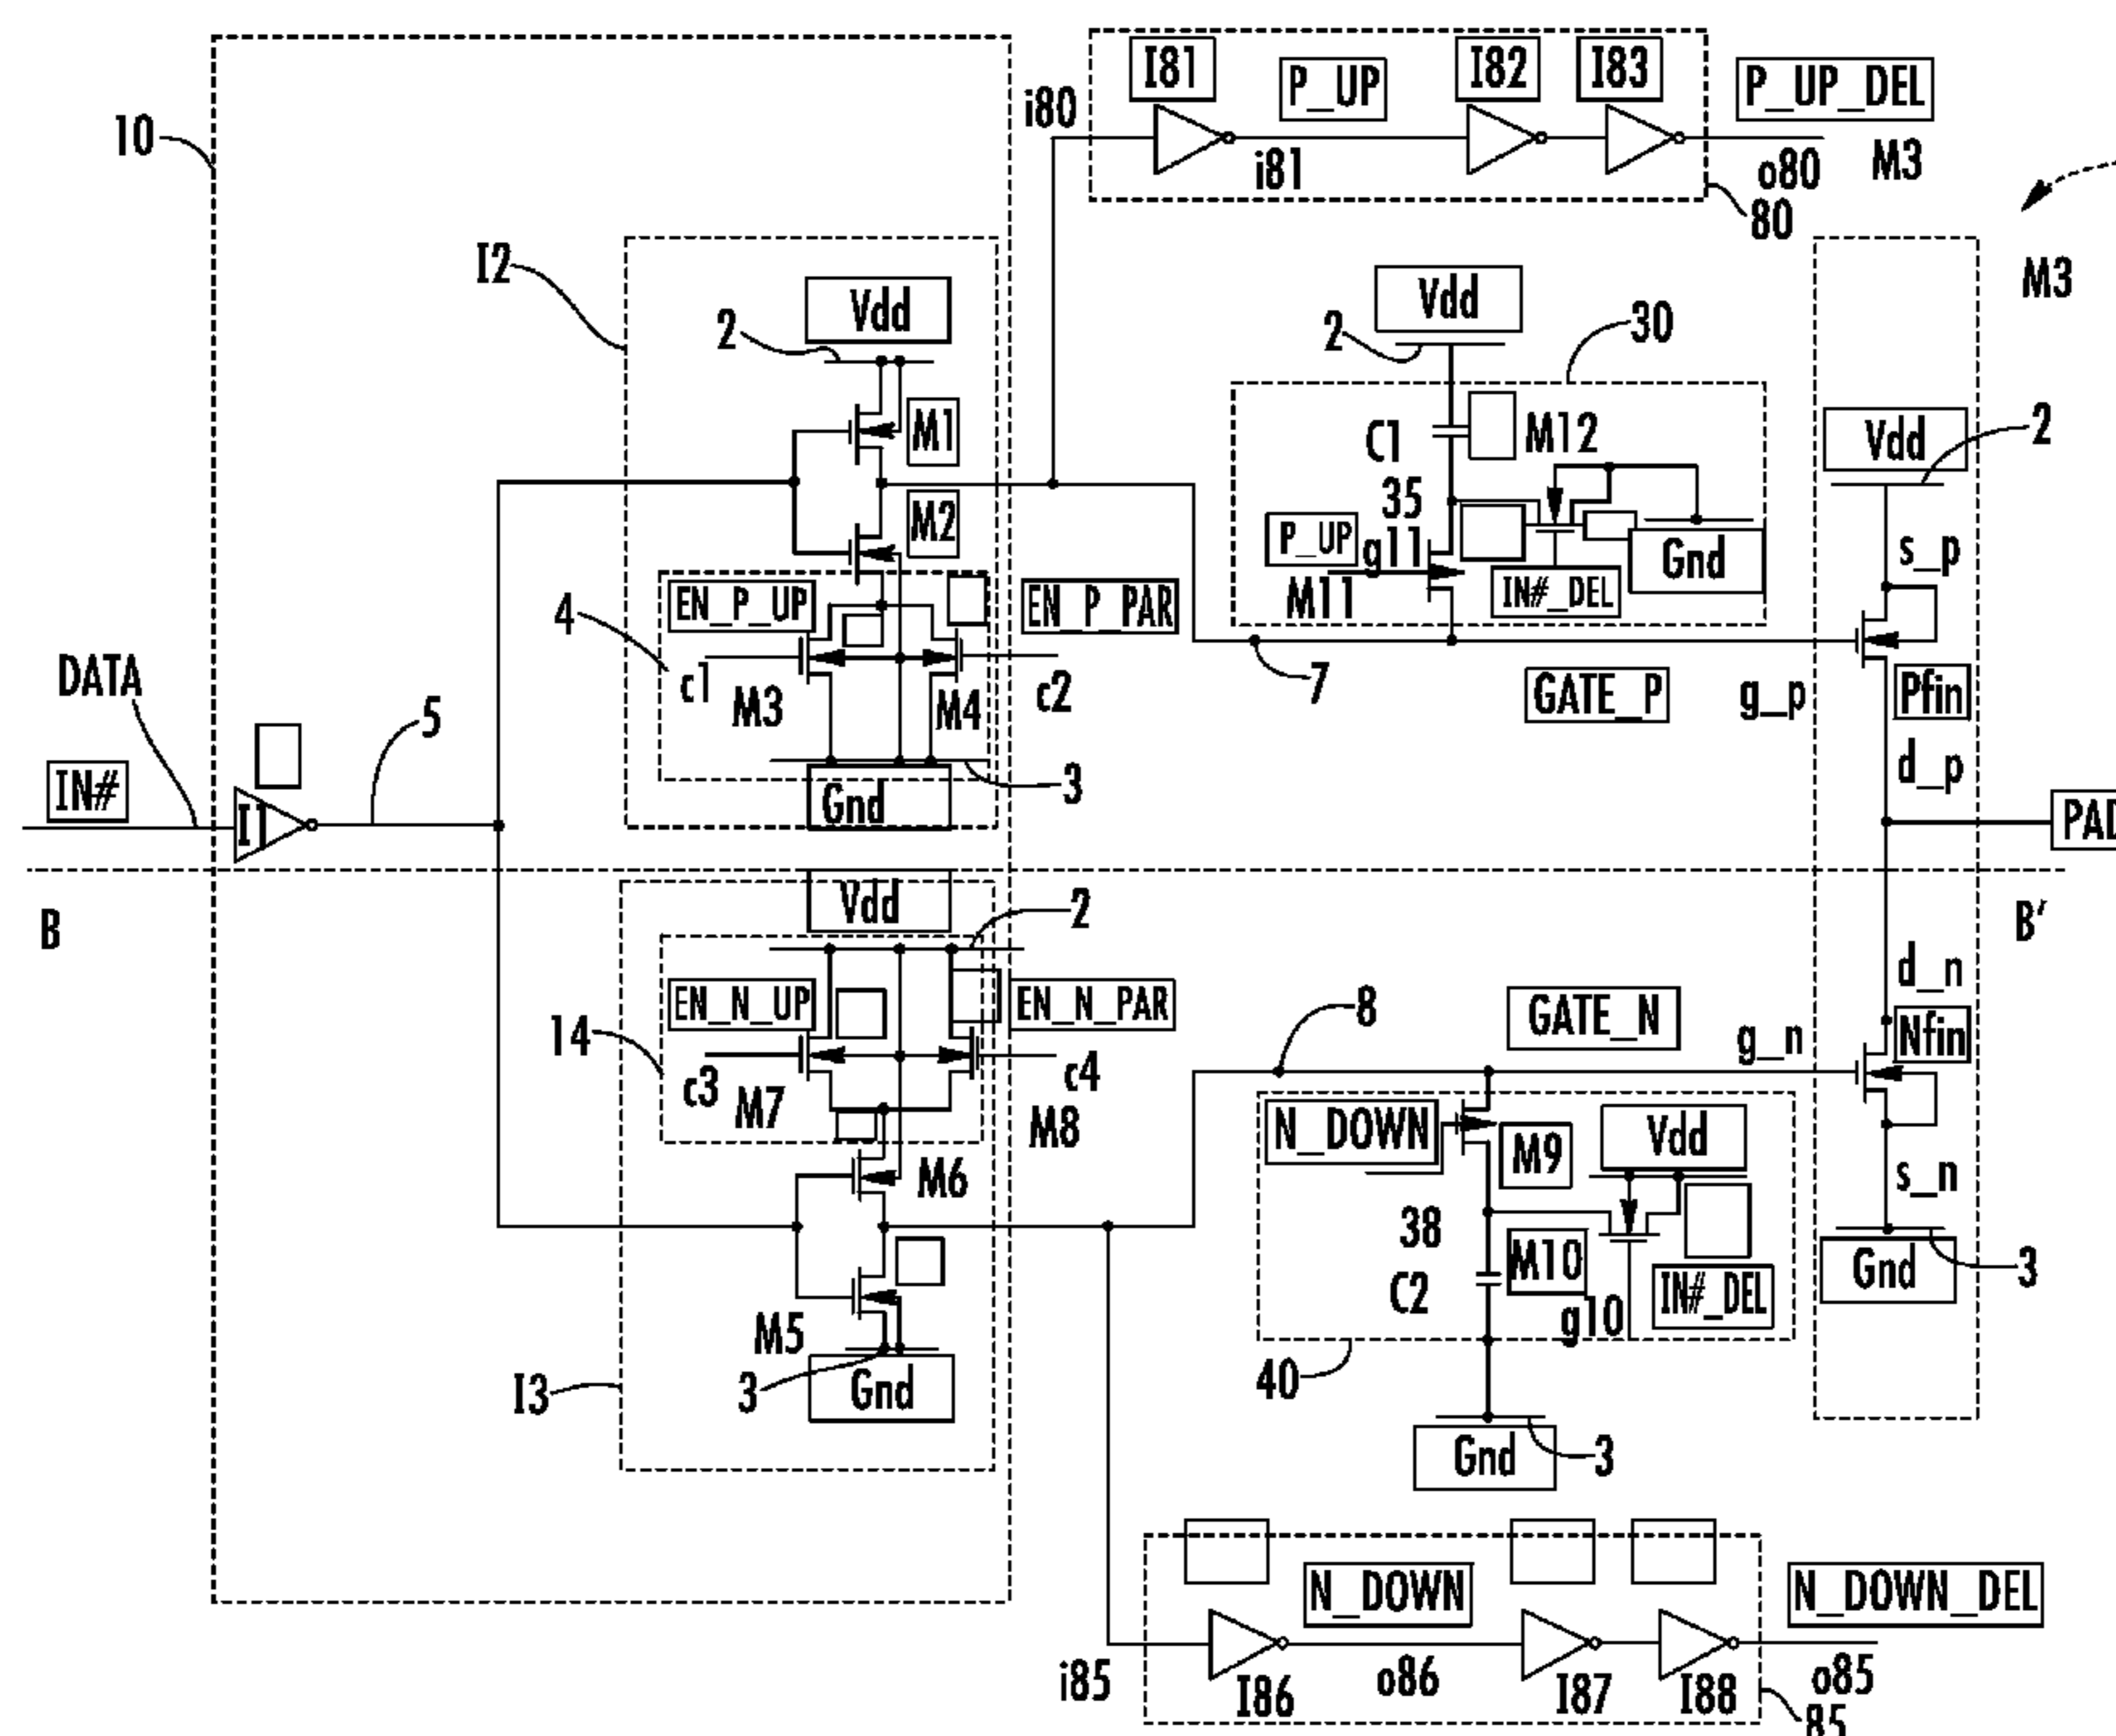 I81
P_UP
I82
I83
P_UP_DEL
i80
10
i81
o80
M3
80
I2
Vdd
2
Vdd
2
30
M3
M1
C1
M12
Vdd
2
M2
35
P_UP
g11
Gnd
s_p
EN_P_UP
EN_P_PAR
M11
IN#_DEL
4
c1
M3
M4
c2
7
GATE_P
g_p
Pfin
DATA
5
d_p
IN#
I1
Gnd
3
PAD
B
Vdd
2
B'
d_n
EN_N_UP
EN_N_PAR
8
GATE_N
g_n
Nfin
14
c3
M7
c4
M8
N_DOWN
M9
Vdd
M6
s_n
38
M10
C2
g10
IN#_DEL
Gnd
3
M5
I3
3
Gnd
40
Gnd
3
N_DOWN
N_DOWN_DEL
i85
I86
o86
I87
I88
o85
85